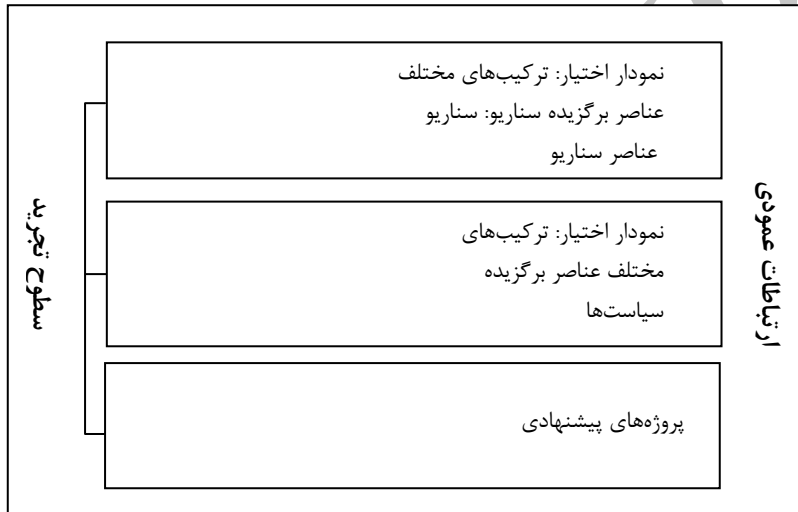 نمودار اختیار: ترکیب‌های مختلف
عناصر برگزیده سناریو: سناریو
عناصر سناریو
نمودار اختیار: ترکیب‌های
مختلف عناصر برگزیده
سیاست‌ها
پروژه‌های پیشنهادی
ارتباطات عمودی
سطوح تجرید